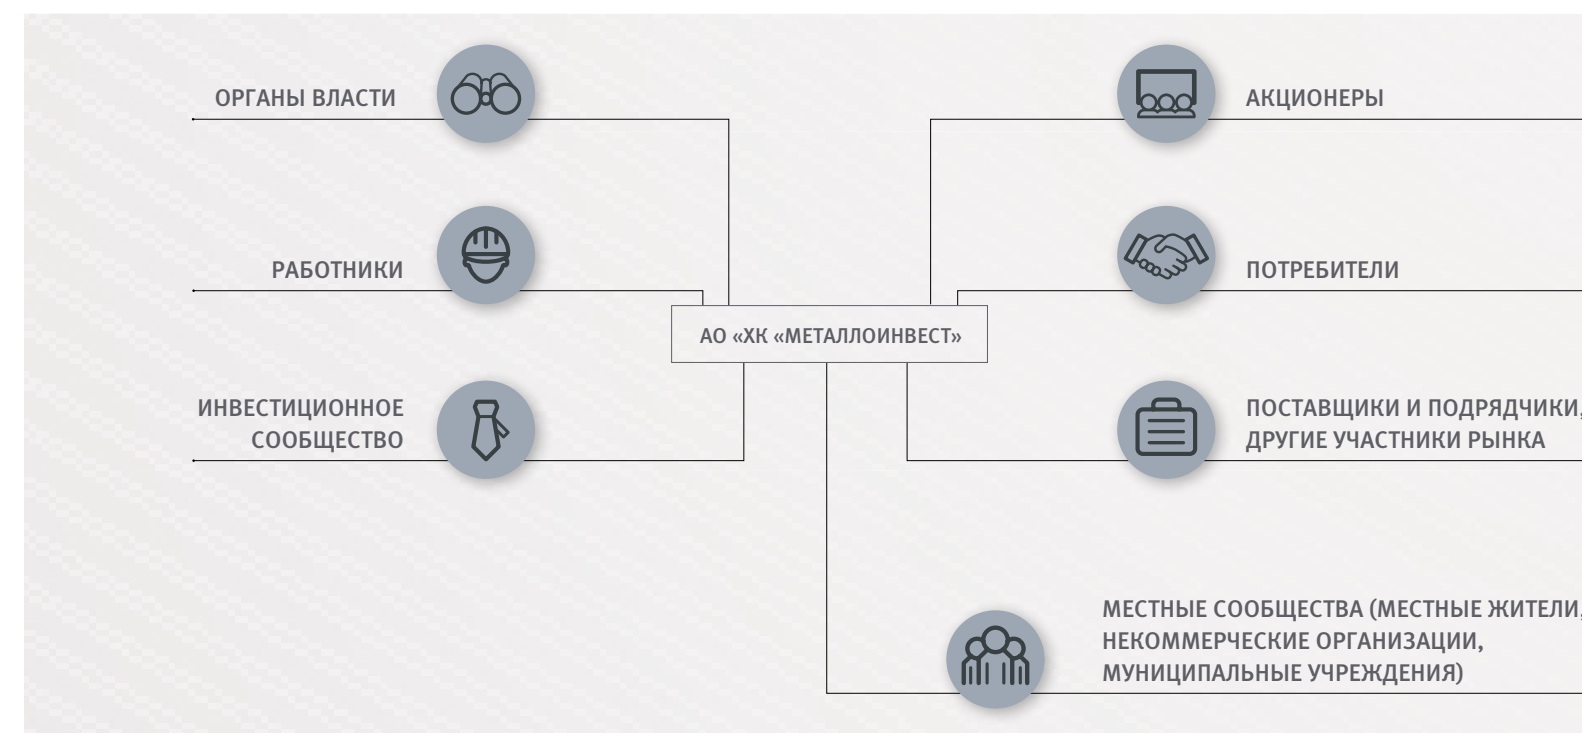 ОРГАНЫ ВЛАСТИ
АКЦИОНЕРЫ
РАБОТНИКИ
ПОТРЕБИТЕЛИ
АО «ХК «МЕТАЛЛОИНВЕСТ»
ИНВЕСТИЦИОННОЕ
СООБЩЕСТВО
ПОСТАВЩИКИ И ПОДРЯДЧИКИ,
ДРУГИЕ УЧАСТНИКИ РЫНКА
МЕСТНЫЕ СООБЩЕСТВА (МЕСТНЫЕ ЖИТЕЛИ,
НЕКОММЕРЧЕСКИЕ ОРГАНИЗАЦИИ,
МУНИЦИПАЛЬНЫЕ УЧРЕЖДЕНИЯ)